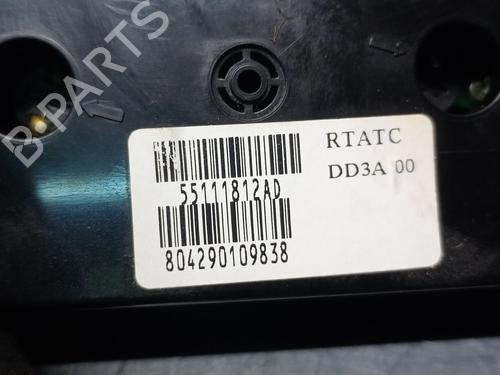 B PARTS
RTATC
DD3A 00
55111812AD
804290109838